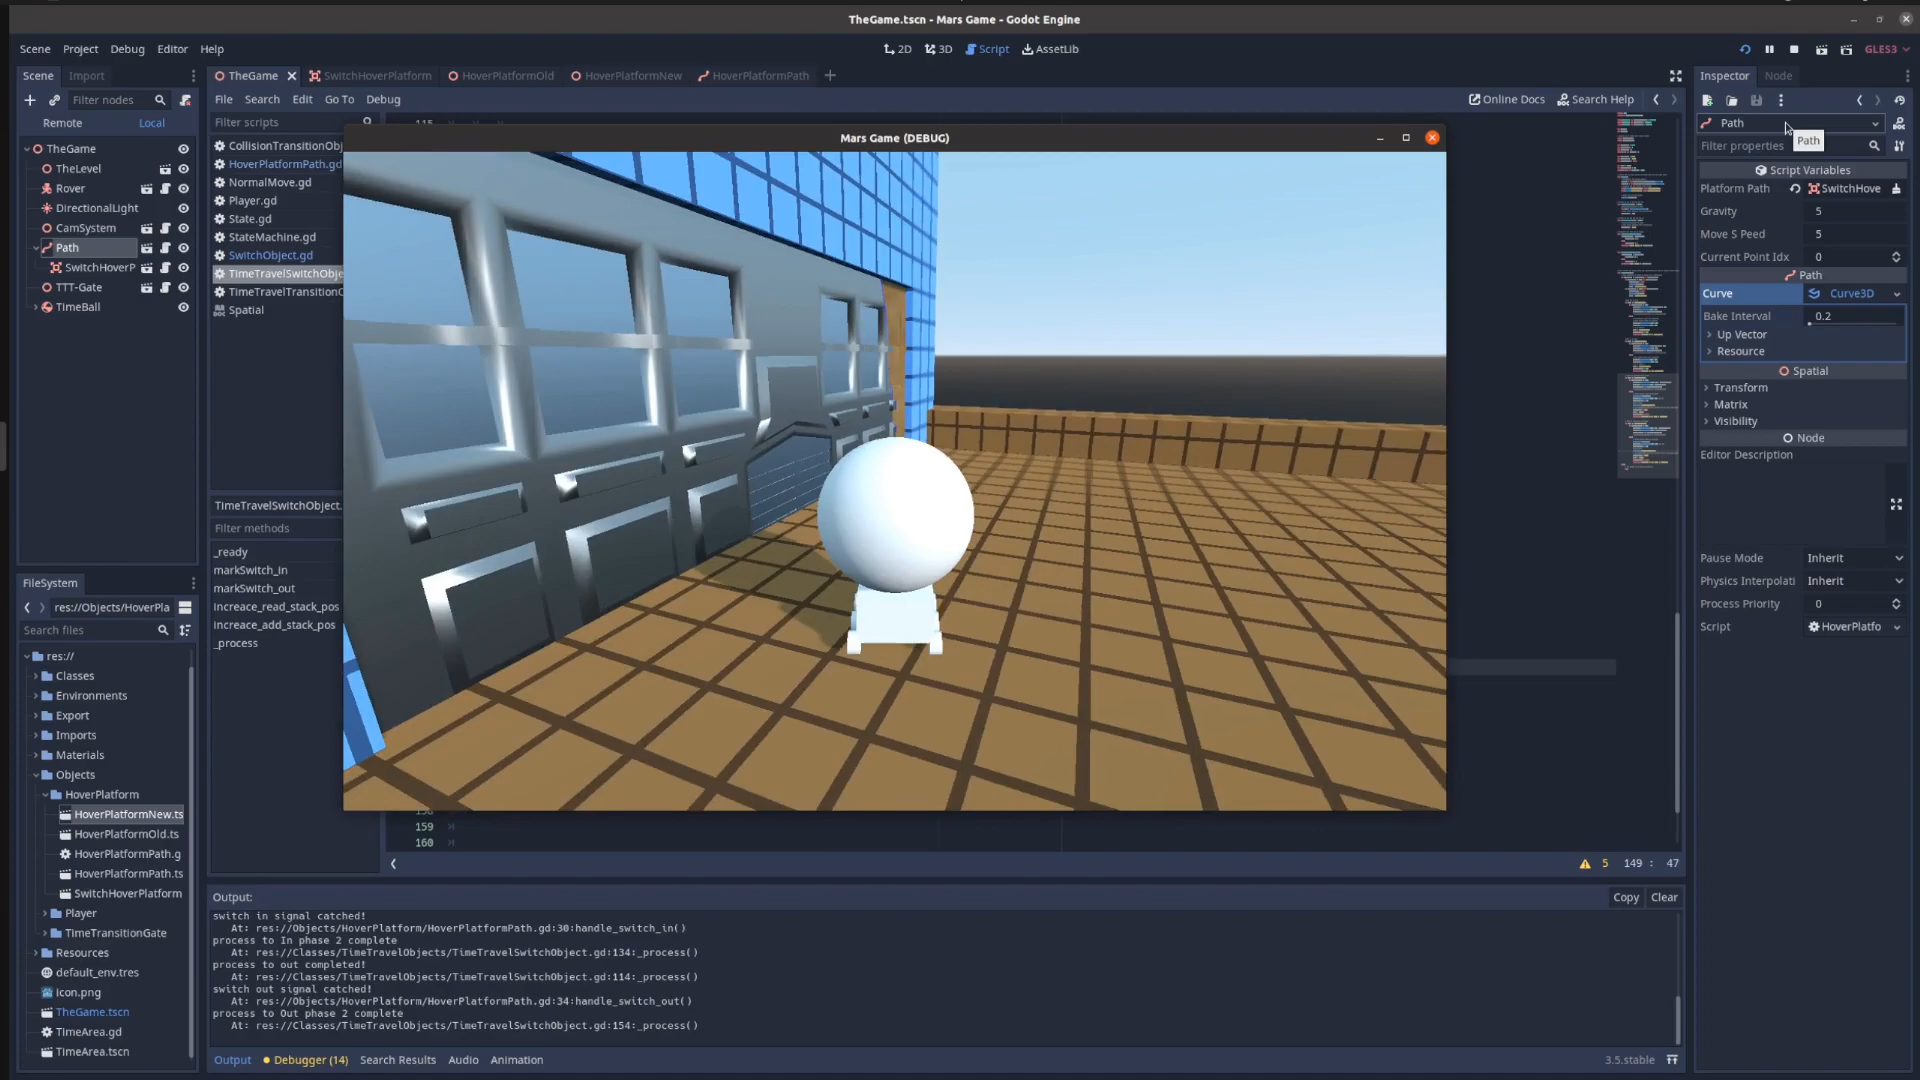 TheGame.tscn - Mars Game - Godot Engine
Scene Project Debug Editor Help
2D 3D Script AssetLib
GLES3
Scene Import
TheGame SwitchHoverPlatform HoverPlatformOld HoverPlatformNew HoverPlatformPath
Inspector Node
Filter nodes
File Search Edit Go To Debug
Online Docs Search Help
Remote Local
Filter scripts
115
Path
Path
Filter properties
TheGame
TheLevel
Rover
DirectionalLight
CamSystem
Path
SwitchHoverP
TTT-Gate
TimeBall
CollisionTransitionObj
HoverPlatformPath.gd
NormalMove.gd
Player.gd
State.gd
StateMachine.gd
SwitchObject.gd
TimeTravelSwitchObje
TimeTravelTransitionO
Spatial
TimeTravelSwitchObject.
Filter methods
_ready
markSwitch_in
markSwitch_out
increace_read_stack_pos
increace_add_stack_pos
_process
Mars Game (DEBUG)
159
160
5 149 : 47
Script Variables
Platform Path SwitchHove
Gravity 5
Move S Peed 5
Current Point Idx 0
Path
Curve Curve3D
Bake Interval 0.2
Up Vector
Resource
Spatial
Transform
Matrix
Visibility
Node
Editor Description
Pause Mode Inherit
Physics Interpolati Inherit
Process Priority 0
Script HoverPlatfo
FileSystem
res://Objects/HoverPla
Search files
res://
Classes
Environments
Export
Imports
Materials
Objects
HoverPlatform
HoverPlatformNew.ts
HoverPlatformOld.ts
HoverPlatformPath.g
HoverPlatformPath.ts
SwitchHoverPlatform
Player
TimeTransitionGate
Resources
default_env.tres
icon.png
TheGame.tscn
TimeArea.gd
TimeArea.tscn
Output:
Copy Clear
switch in signal catched!
At: res://Objects/HoverPlatform/HoverPlatformPath.gd:30:handle_switch_in()
process to In phase 2 complete
At: res://Classes/TimeTravelObjects/TimeTravelSwitchObject.gd:134:_process()
process to out completed!
At: res://Classes/TimeTravelObjects/TimeTravelSwitchObject.gd:114:_process()
switch out signal catched!
At: res://Objects/HoverPlatform/HoverPlatformPath.gd:34:handle_switch_out()
process to Out phase 2 complete
At: res://Classes/TimeTravelObjects/TimeTravelSwitchObject.gd:154:_process()
Output Debugger (14) Search Results Audio Animation
3.5.stable